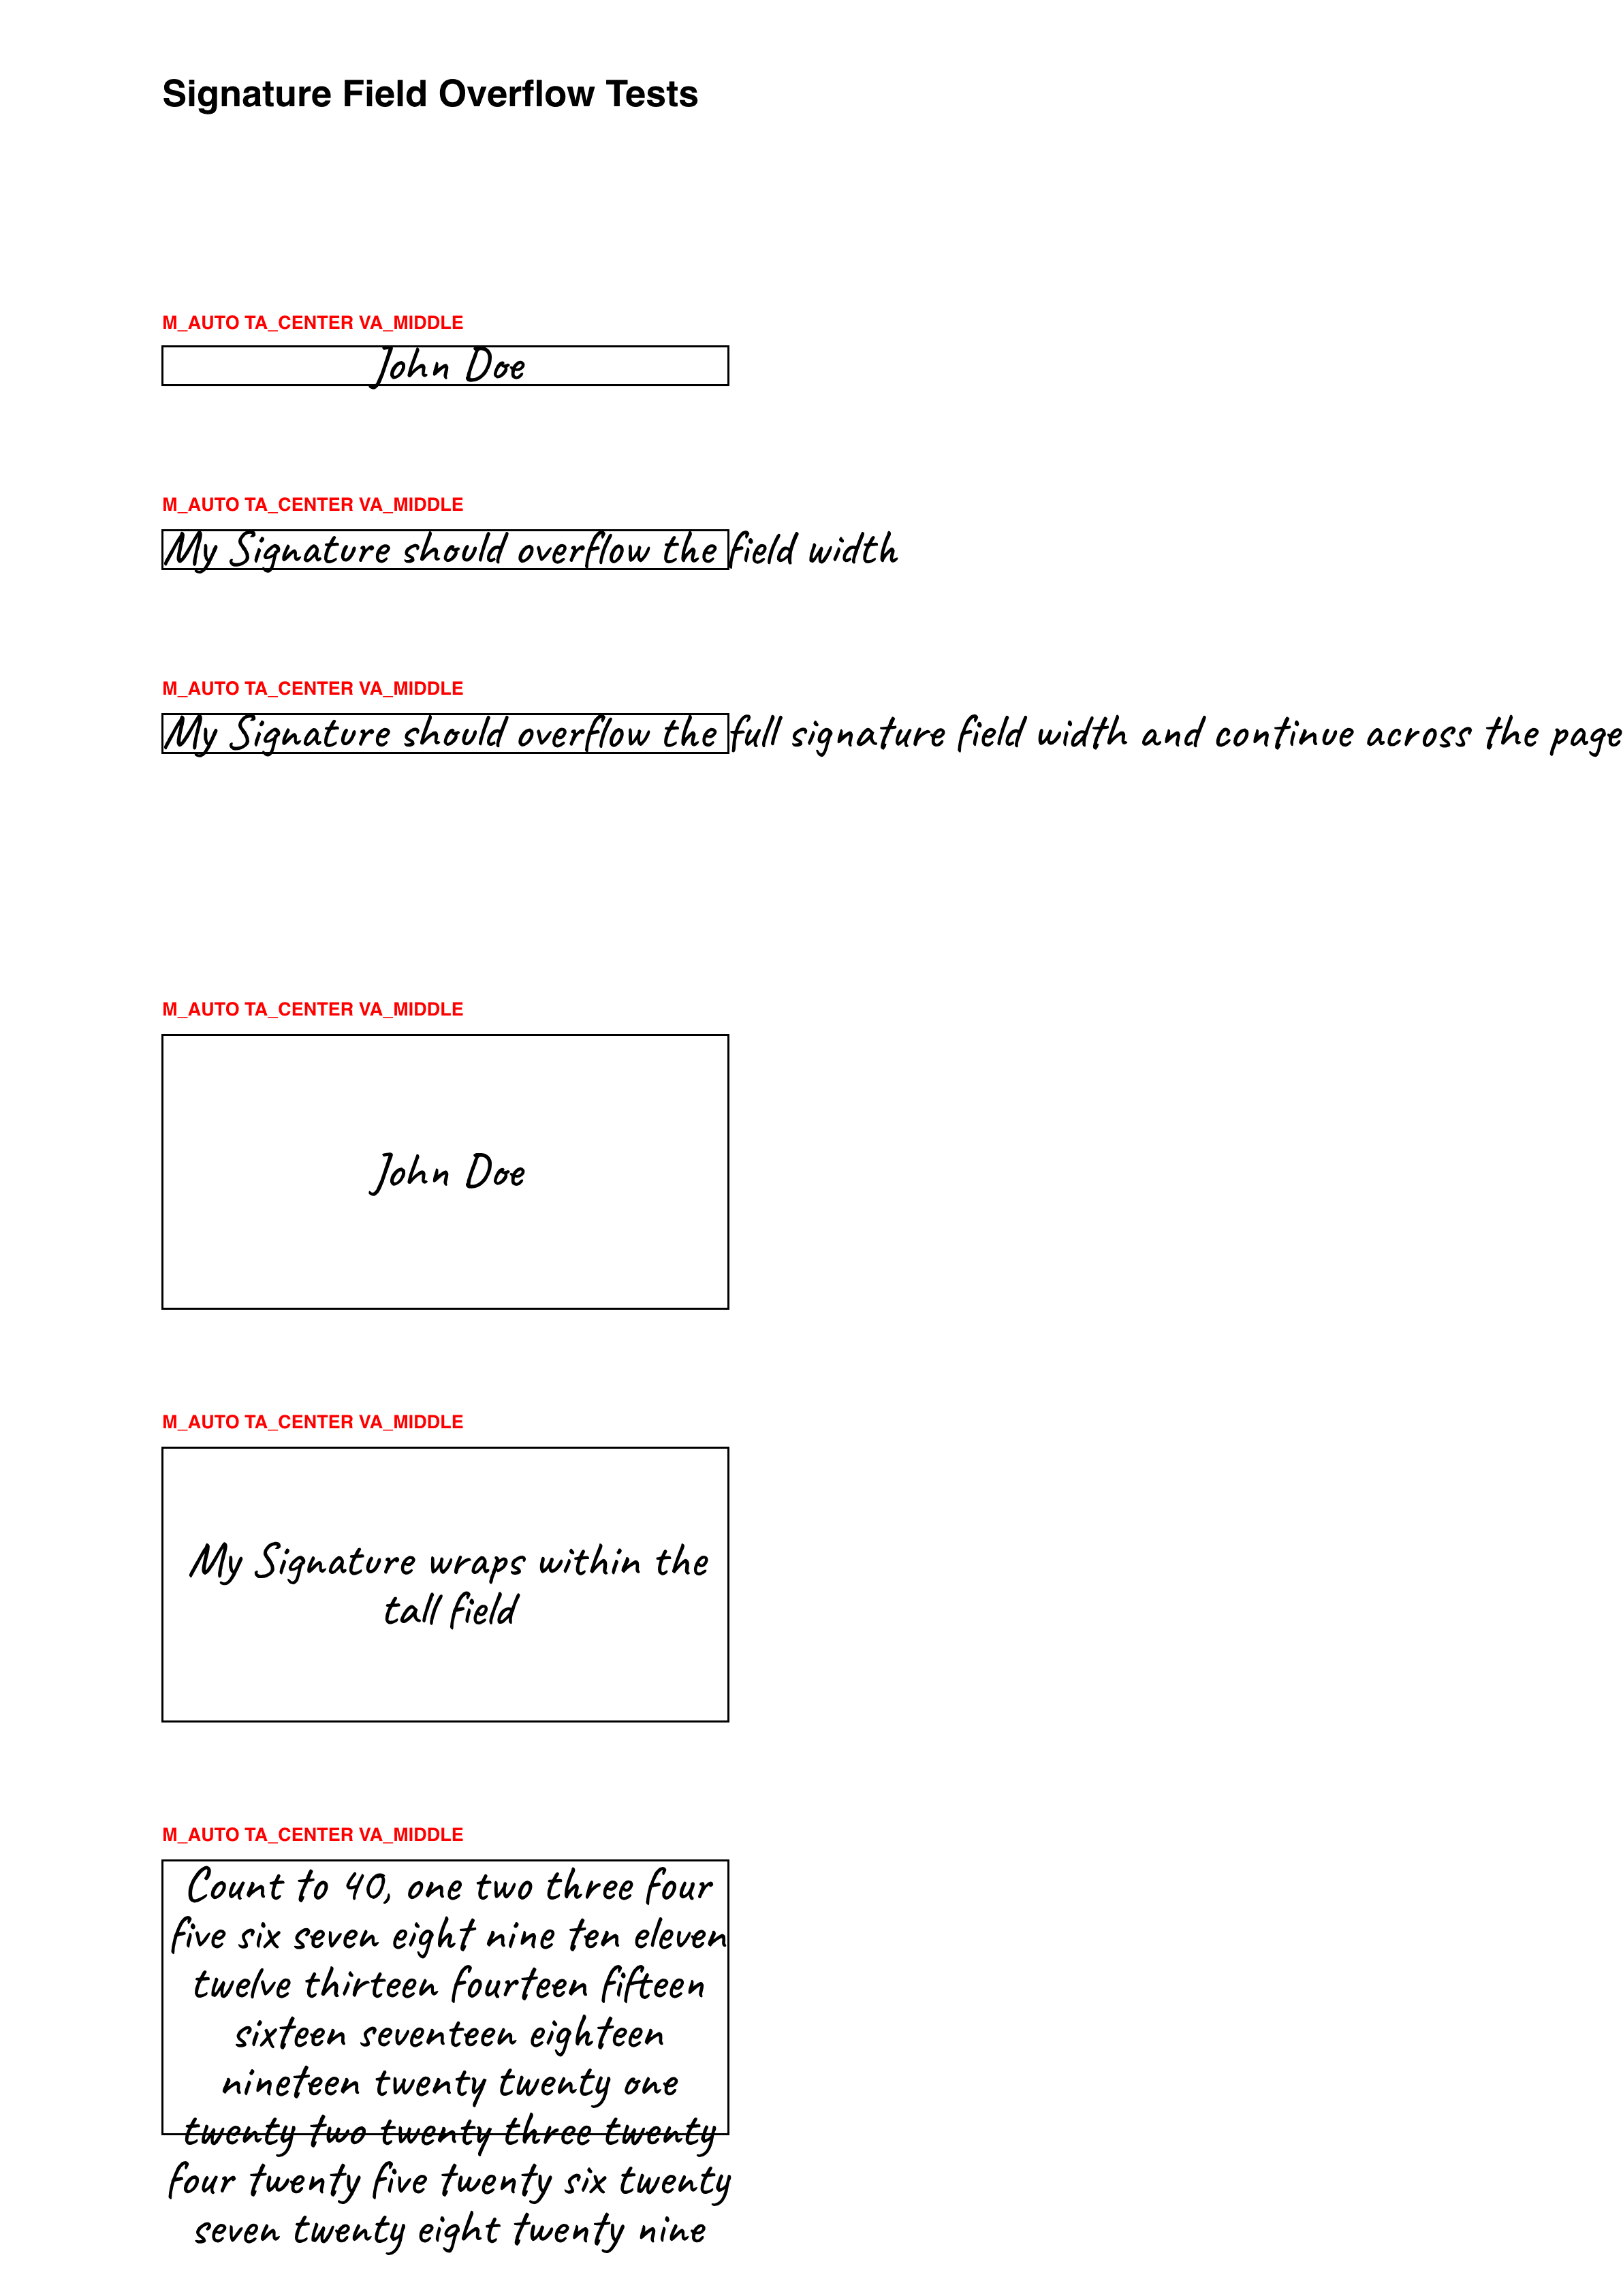 Signature Field Overflow Tests
M_AUTO TA_CENTER VA_MIDDLE
John Doe
M_AUTO TA_CENTER VA_MIDDLE
My Signature should overflow the field width
M_AUTO TA_CENTER VA_MIDDLE
My Signature should overflow the full signature field width and continue across the page
M_AUTO TA_CENTER VA_MIDDLE
John Doe
M_AUTO TA_CENTER VA_MIDDLE
My Signature wraps within the
tall field
M_AUTO TA_CENTER VA_MIDDLE
Count to 40, one two three four
five six seven eight nine ten eleven
twelve thirteen fourteen fifteen
sixteen seventeen eighteen
nineteen twenty twenty one
twenty two twenty three twenty
four twenty five twenty six twenty
seven twenty eight twenty nine